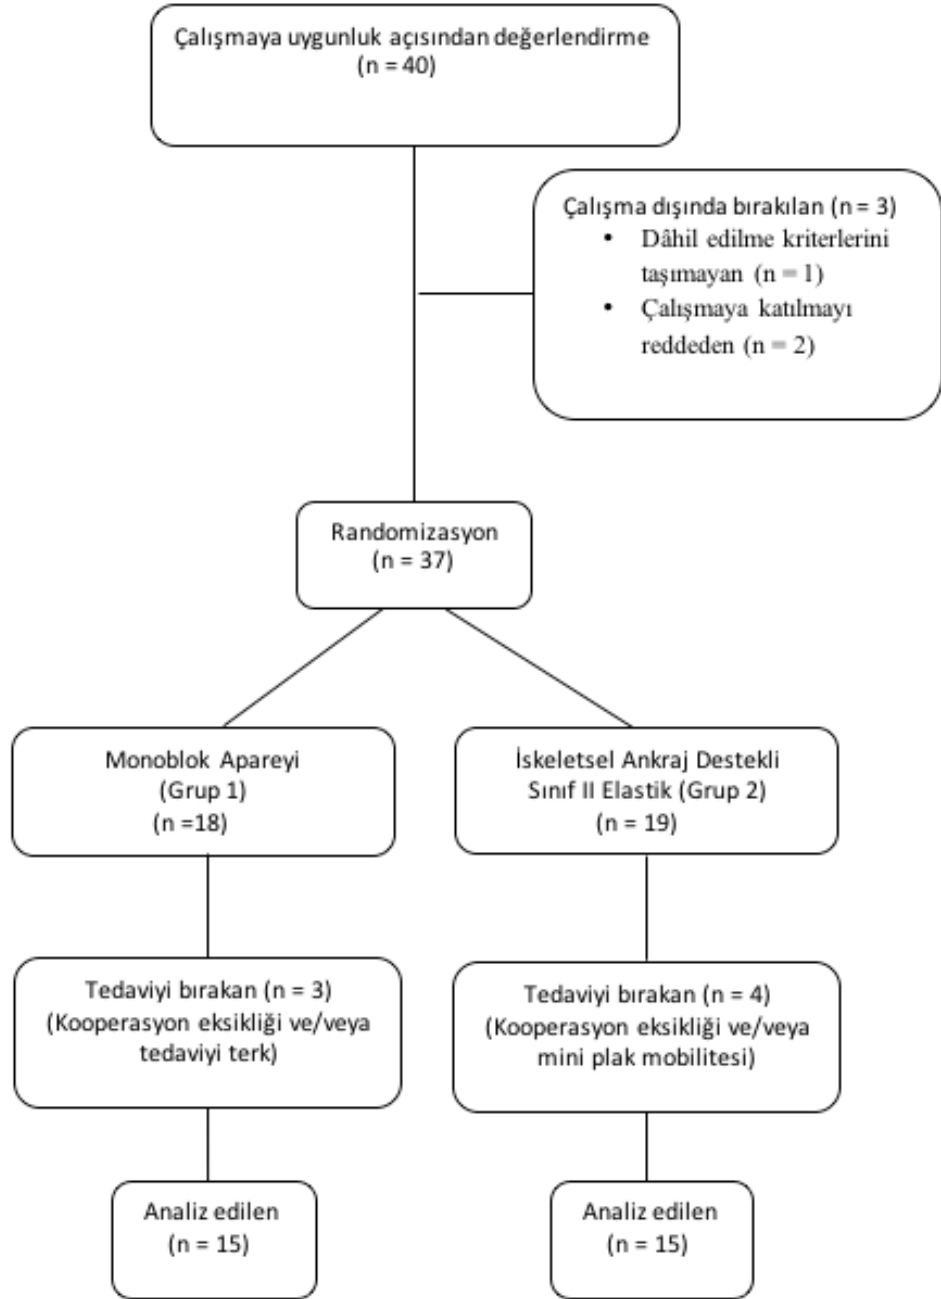 Çalışmaya uygunluk açısından değerlendirme
(n = 40)
Çalışma dışında bırakılan (n = 3)
• Dâhil edilme kriterlerini
taşımayan (n = 1)
• Çalışmaya katılmayı
reddeden (n = 2)
Randomizasyon
(n = 37)
Monoblok Apareyi
(Grup 1)
(n =18)
İskeletsel Ankraj Destekli
Sınıf II Elastik (Grup 2)
(n = 19)
Tedaviyi bırakan (n = 3)
(Kooperasyon eksikliği ve/veya
tedaviyi terk)
Tedaviyi bırakan (n = 4)
(Kooperasyon eksikliği ve/veya
mini plak mobilitesi)
Analiz edilen
(n = 15)
Analiz edilen
(n = 15)